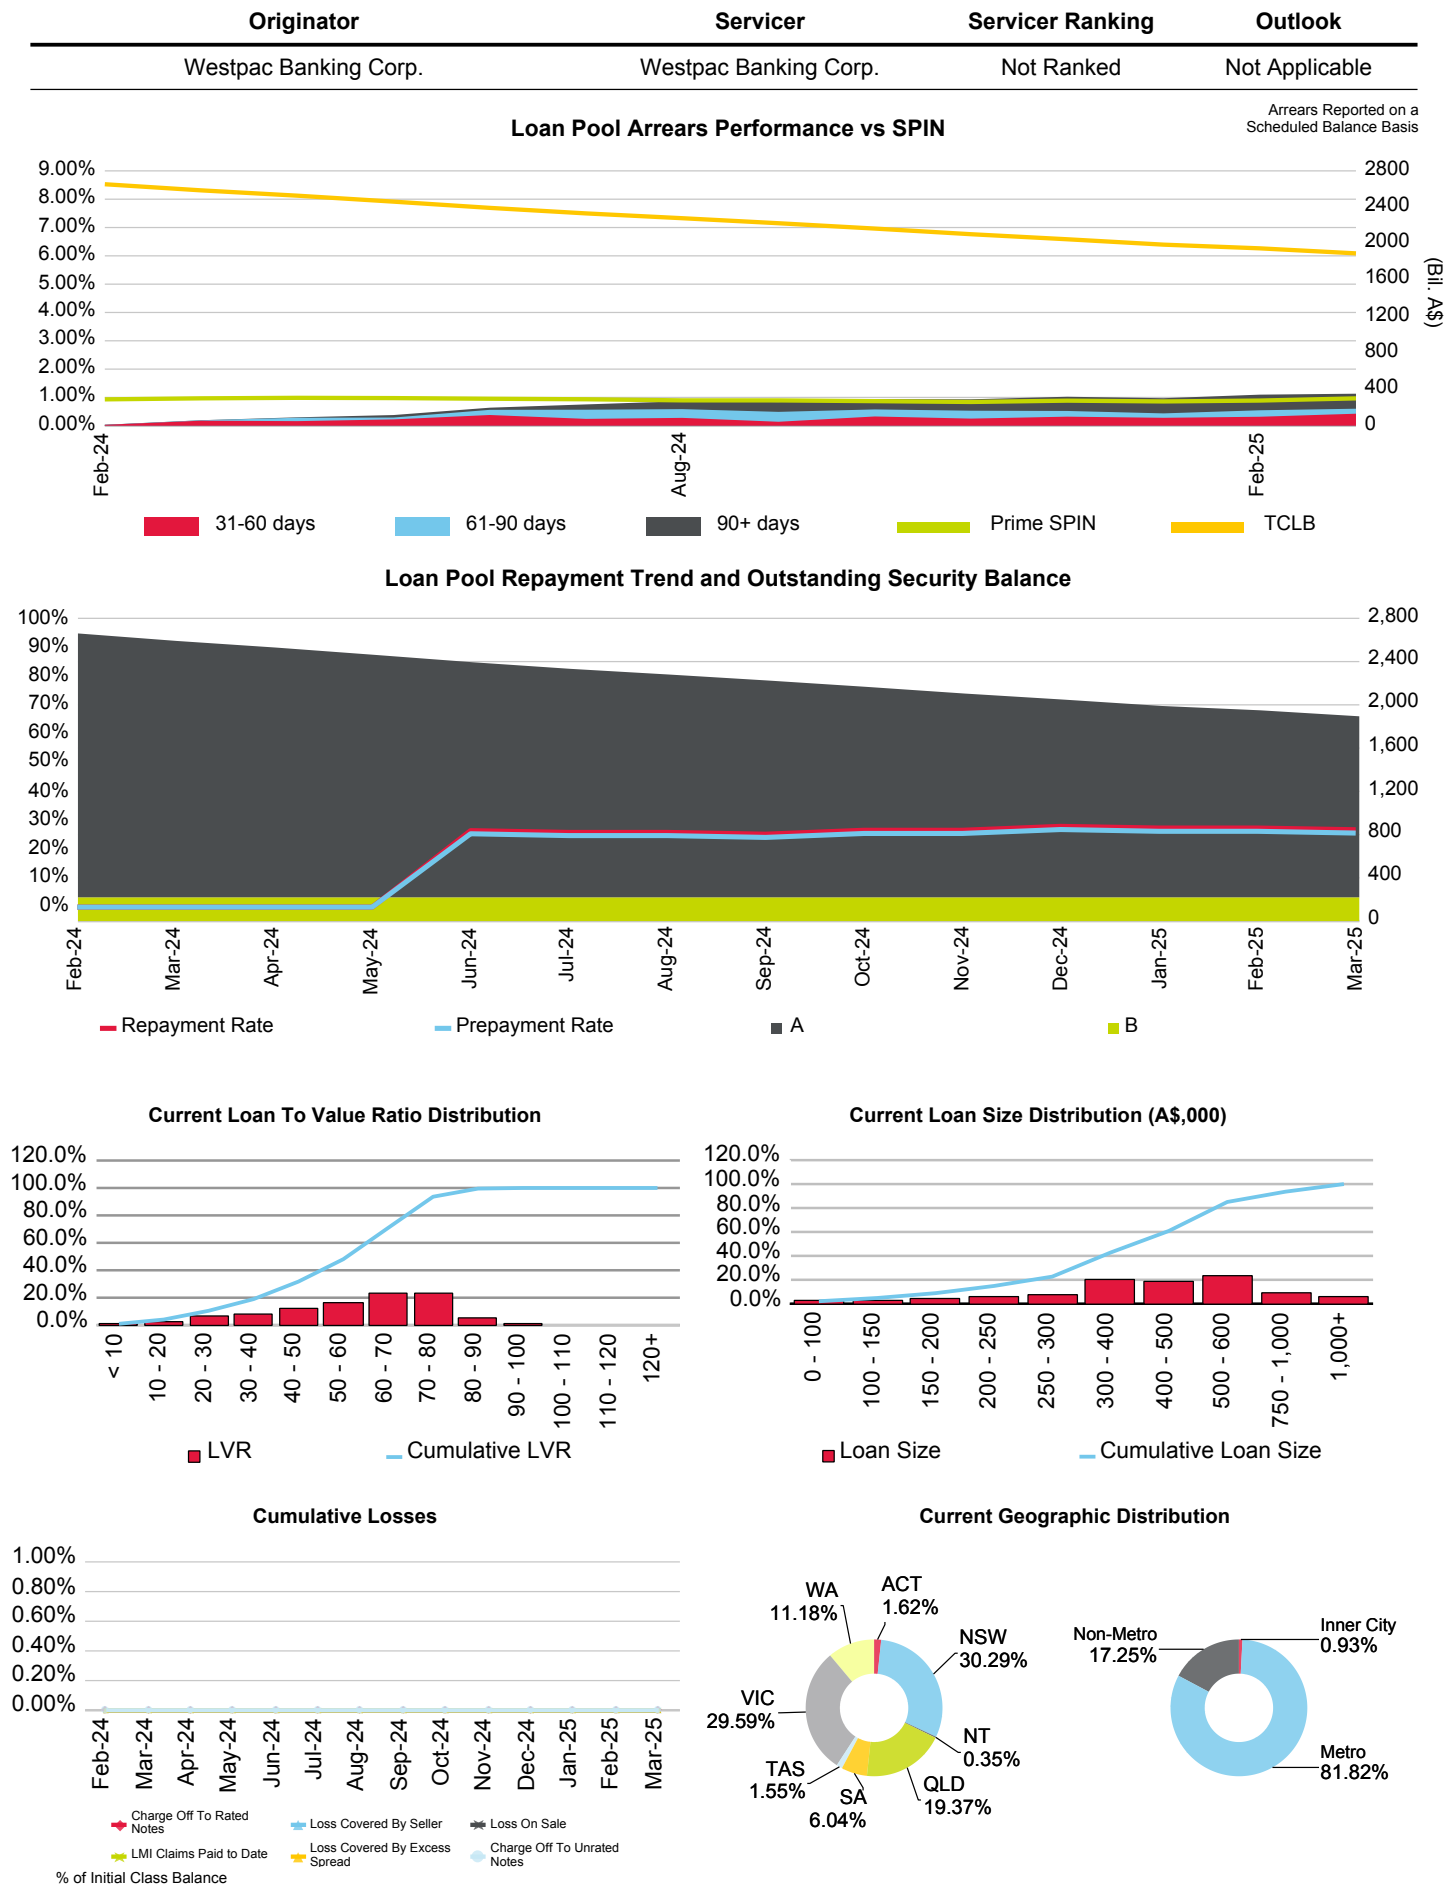 Originator Servicer Servicer Ranking Outlook
Westpac Banking Corp. Westpac Banking Corp. Not Ranked Not Applicable
Arrears Reported on a
Scheduled Balance Basis
Loan Pool Arrears Performance vs SPIN
9.00% 2800
8.00% 2400
7.00% 2000
6.00% 1600
5.00% 1200
4.00% 800
3.00% 400
2.00% 0
1.00%
0.00%
(Bil. A$)
Feb-24 Aug-24 Feb-25
31-60 days 61-90 days 90+ days Prime SPIN TCLB
Loan Pool Repayment Trend and Outstanding Security Balance
100% 2,800
90% 2,400
80% 2,000
70% 1,600
60% 1,200
50% 800
40% 400
30% 0
20%
10%
0%
Feb-24 Mar-24 Apr-24 May-24 Jun-24 Jul-24 Aug-24 Sep-24 Oct-24 Nov-24 Dec-24 Jan-25 Feb-25 Mar-25
Repayment Rate Prepayment Rate A B
Current Loan To Value Ratio Distribution
120.0%
100.0%
80.0%
60.0%
40.0%
20.0%
0.0%
< 10 10 - 20 20 - 30 30 - 40 40 - 50 50 - 60 60 - 70 70 - 80 80 - 90 90 - 100 100 - 110 110 - 120 120+
LVR Cumulative LVR
Current Loan Size Distribution (A$,000)
120.0%
100.0%
80.0%
60.0%
40.0%
20.0%
0.0%
0 - 100 100 - 150 150 - 200 200 - 250 250 - 300 300 - 400 400 - 500 500 - 600 750 - 1,000 1,000+
Loan Size Cumulative Loan Size
Cumulative Losses
1.00%
0.80%
0.60%
0.40%
0.20%
0.00%
Feb-24 Mar-24 Apr-24 May-24 Jun-24 Jul-24 Aug-24 Sep-24 Oct-24 Nov-24 Dec-24 Jan-25 Feb-25 Mar-25
Charge Off To Rated
Notes
Loss Covered By Seller
Loss On Sale
LMI Claims Paid to Date
Loss Covered By Excess
Spread
Charge Off To Unrated
Notes
% of Initial Class Balance
Current Geographic Distribution
WA
11.18%
ACT
1.62%
NSW
30.29%
VIC
29.59%
NT
0.35%
TAS
1.55%
SA
6.04%
QLD
19.37%
Non-Metro
17.25%
Inner City
0.93%
Metro
81.82%